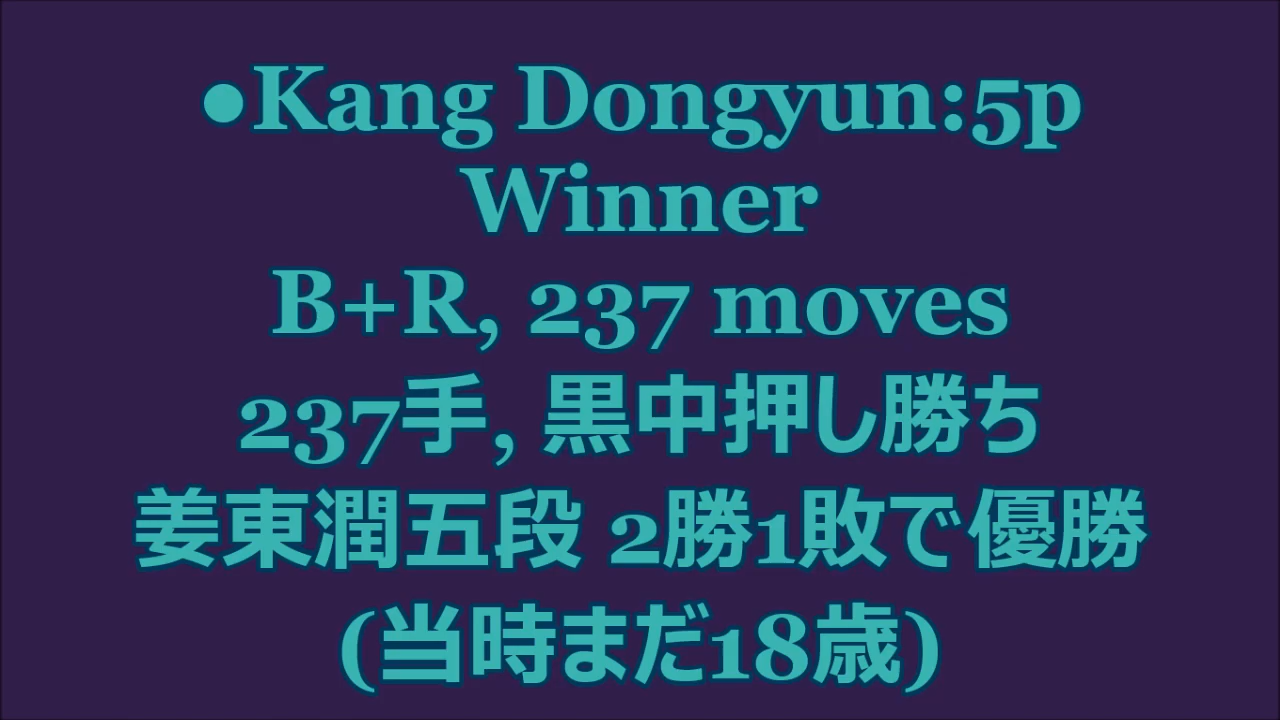 ●Kang Dongyun:5p
Winner
B+R, 237 moves
237手, 黒中押し勝ち
姜東潤五段 2勝1敗で優勝
(当時まだ18歳)